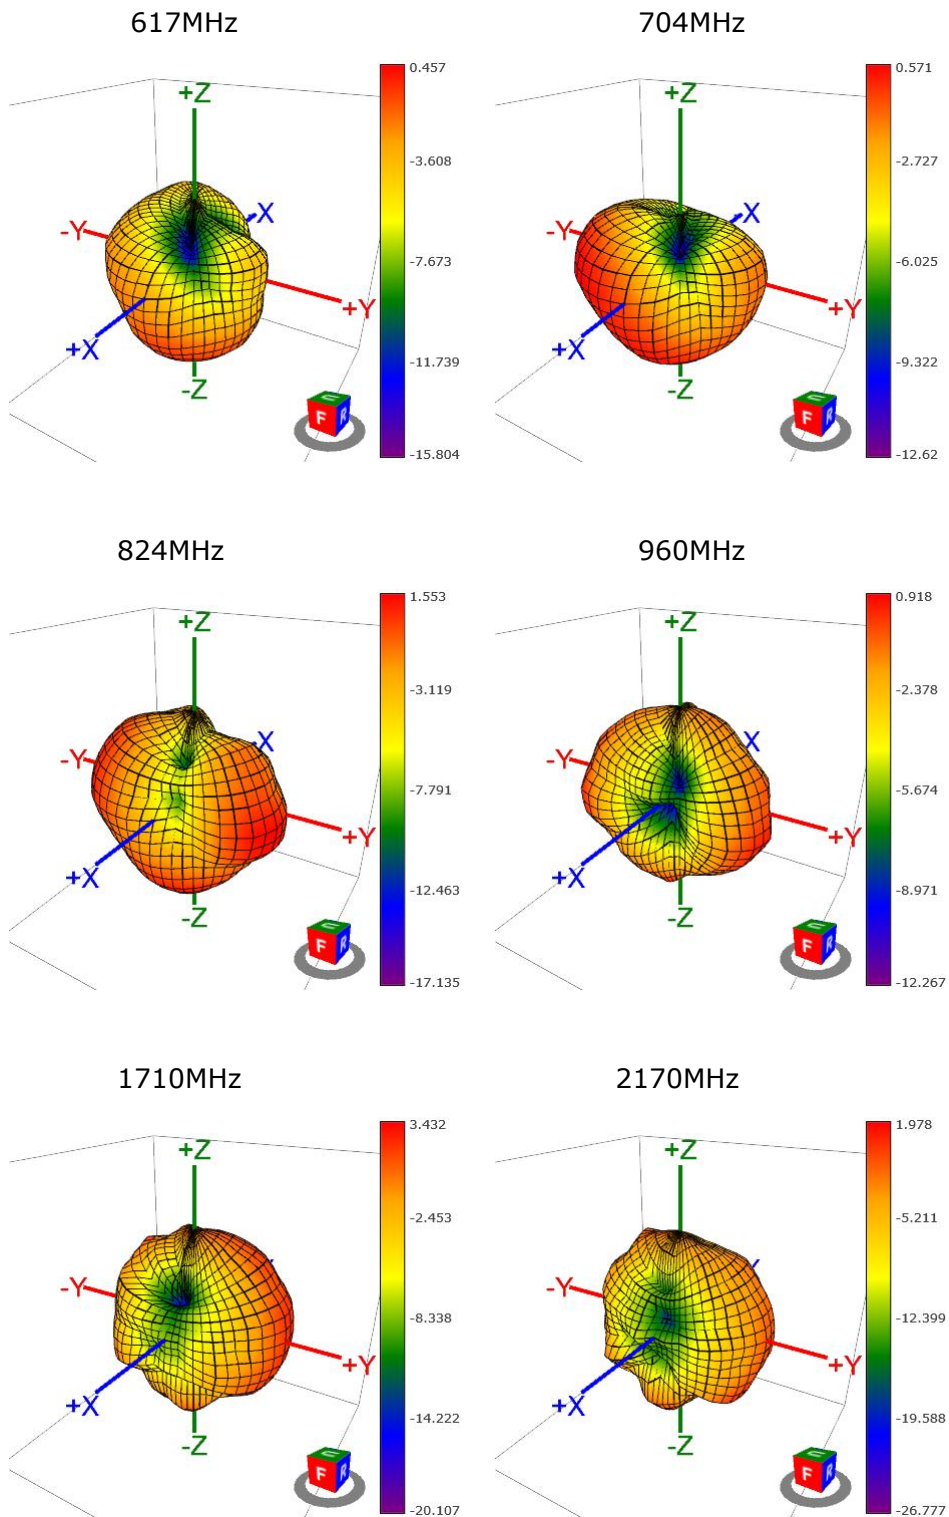 617MHz
0.457
-3.608
-7.673
-11.739
-15.804
+Z
-X
-Y
+Y
+X
-Z
F
R
704MHz
0.571
-2.727
-6.025
-9.322
-12.62
+Z
-X
-Y
+Y
+X
-Z
F
R
824MHz
1.553
-3.119
-7.791
-12.463
-17.135
+Z
-X
-Y
+Y
+X
-Z
F
R
960MHz
0.918
-2.378
-5.674
-8.971
-12.267
+Z
X
-Y
+Y
+X
-Z
F
R
1710MHz
3.432
-2.453
-8.338
-14.222
-20.107
+Z
-Y
+Y
+X
-Z
F
R
2170MHz
1.978
-5.211
-12.399
-19.588
-26.777
+Z
-Y
+Y
+X
-Z
F
R